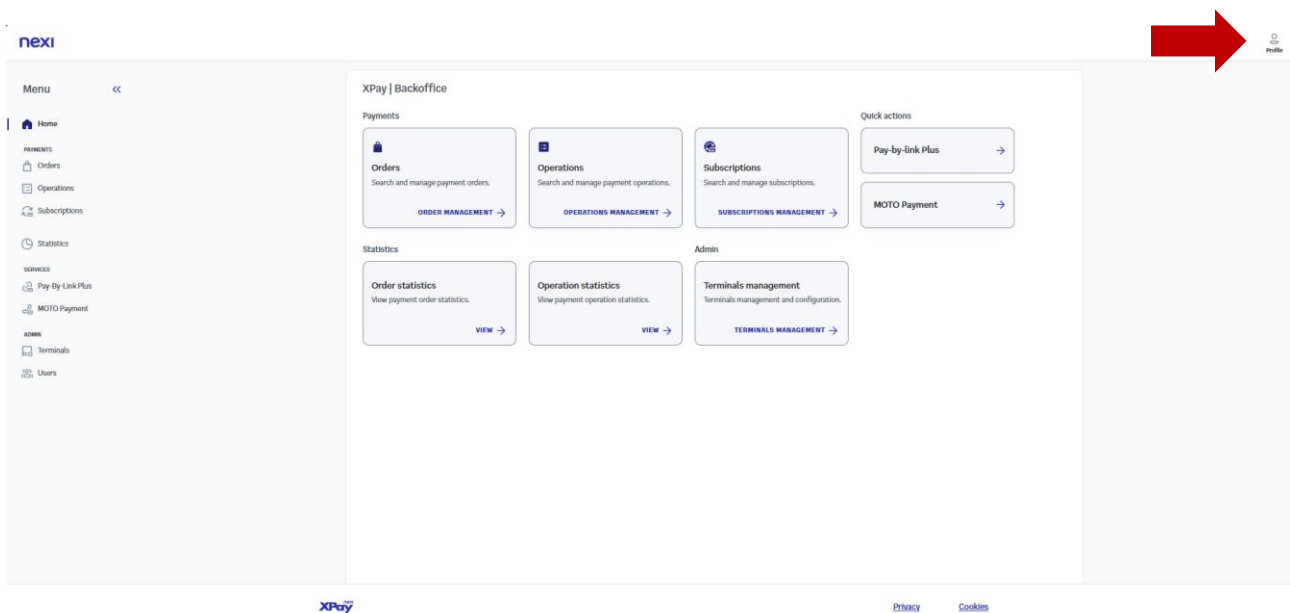 nexi
Profile
Menu
Home
PAYMENTS
Orders
Operations
Subscriptions
Statistics
SERVICES
Pay-By-Link Plus
MOTO Payment
ADMIN
Terminals
Users
XPay | Backoffice
Payments
Quick actions
Orders
Search and manage payment orders.
ORDER MANAGEMENT
Operations
Search and manage payment operations.
OPERATIONS MANAGEMENT
Subscriptions
Search and manage subscriptions.
SUBSCRIPTIONS MANAGEMENT
Pay-by-link Plus
MOTO Payment
Statistics
Admin
Order statistics
View payment order statistics.
VIEW
Operation statistics
View payment operation statistics.
VIEW
Terminals management
Terminals management and configuration.
TERMINALS MANAGEMENT
XPay nexi
Privacy
Cookies